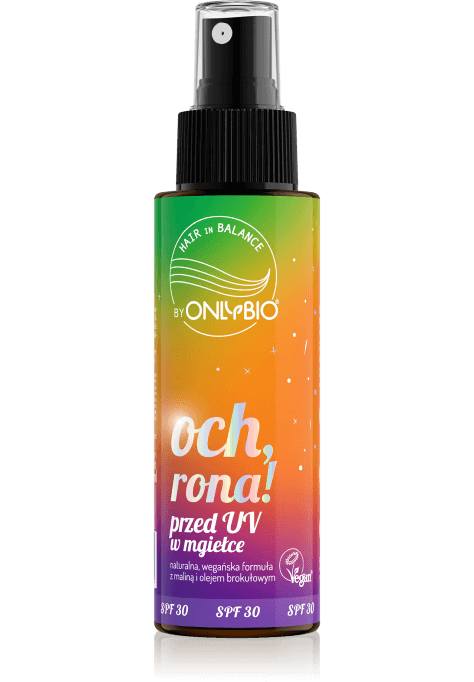 HAIR IN BALANCE
BY ONLYBIO®
och,
rona!
przed UV
w mgiełce
naturalna, wegańska formuła
z maliną i olejem brokułowym
Vegan
SPF 30 SPF 30 SPF 30